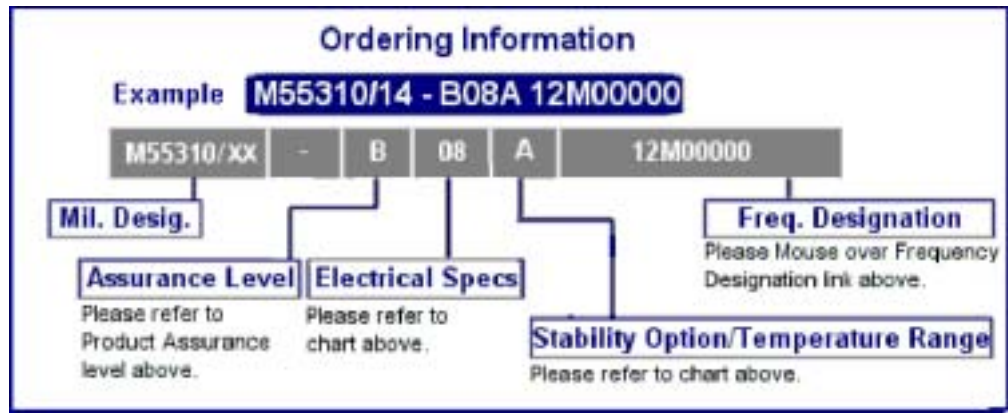 Ordering Information
Example M55310/14 - B08A 12M00000
M55310/XX - B 08 A 12M00000
Mil. Desig.
Freq. Designation
Please Mouse over Frequency
Designation link above.
Assurance Level
Please refer to
Product Assurance
level above.
Electrical Specs
Please refer to
chart above.
Stability Option/Temperature Range
Please refer to chart above.